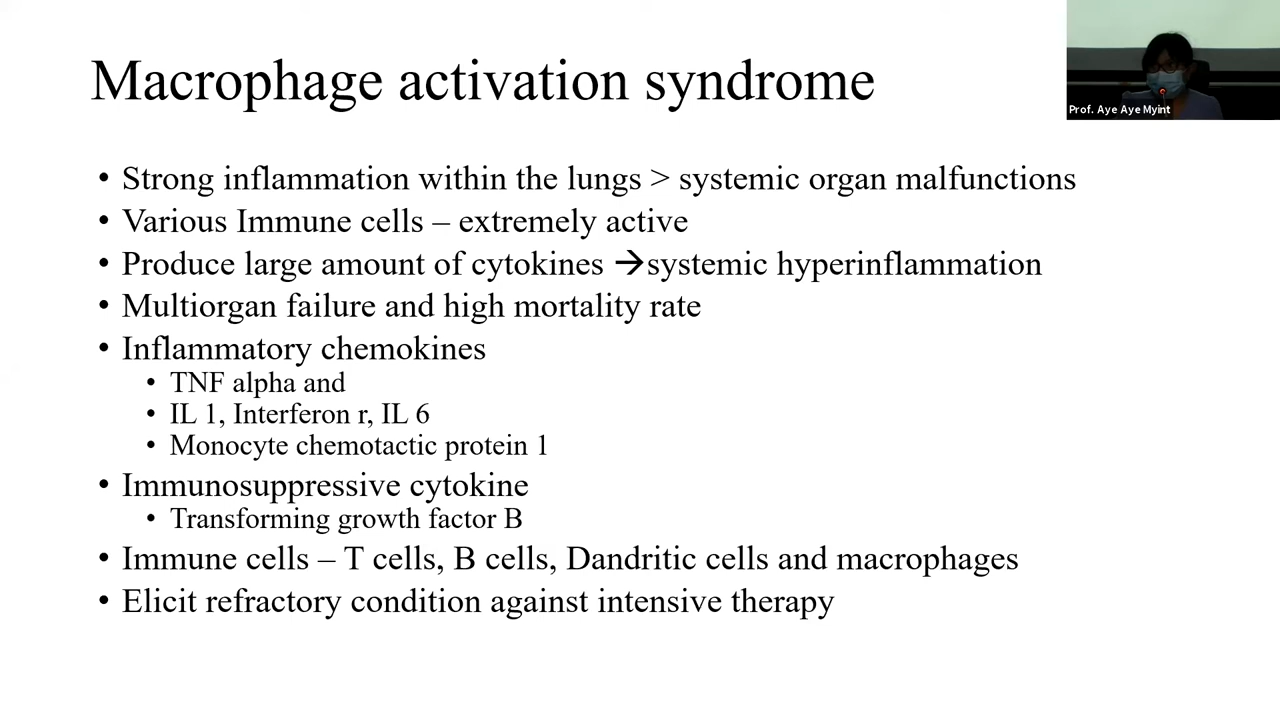 Macrophage activation syndrome
Prof. Aye Aye Myint
• Strong inflammation within the lungs > systemic organ malfunctions
• Various Immune cells – extremely active
• Produce large amount of cytokines →systemic hyperinflammation
• Multiorgan failure and high mortality rate
• Inflammatory chemokines
• TNF alpha and
• IL 1, Interferon r, IL 6
• Monocyte chemotactic protein 1
• Immunosuppressive cytokine
• Transforming growth factor B
• Immune cells – T cells, B cells, Dandritic cells and macrophages
• Elicit refractory condition against intensive therapy